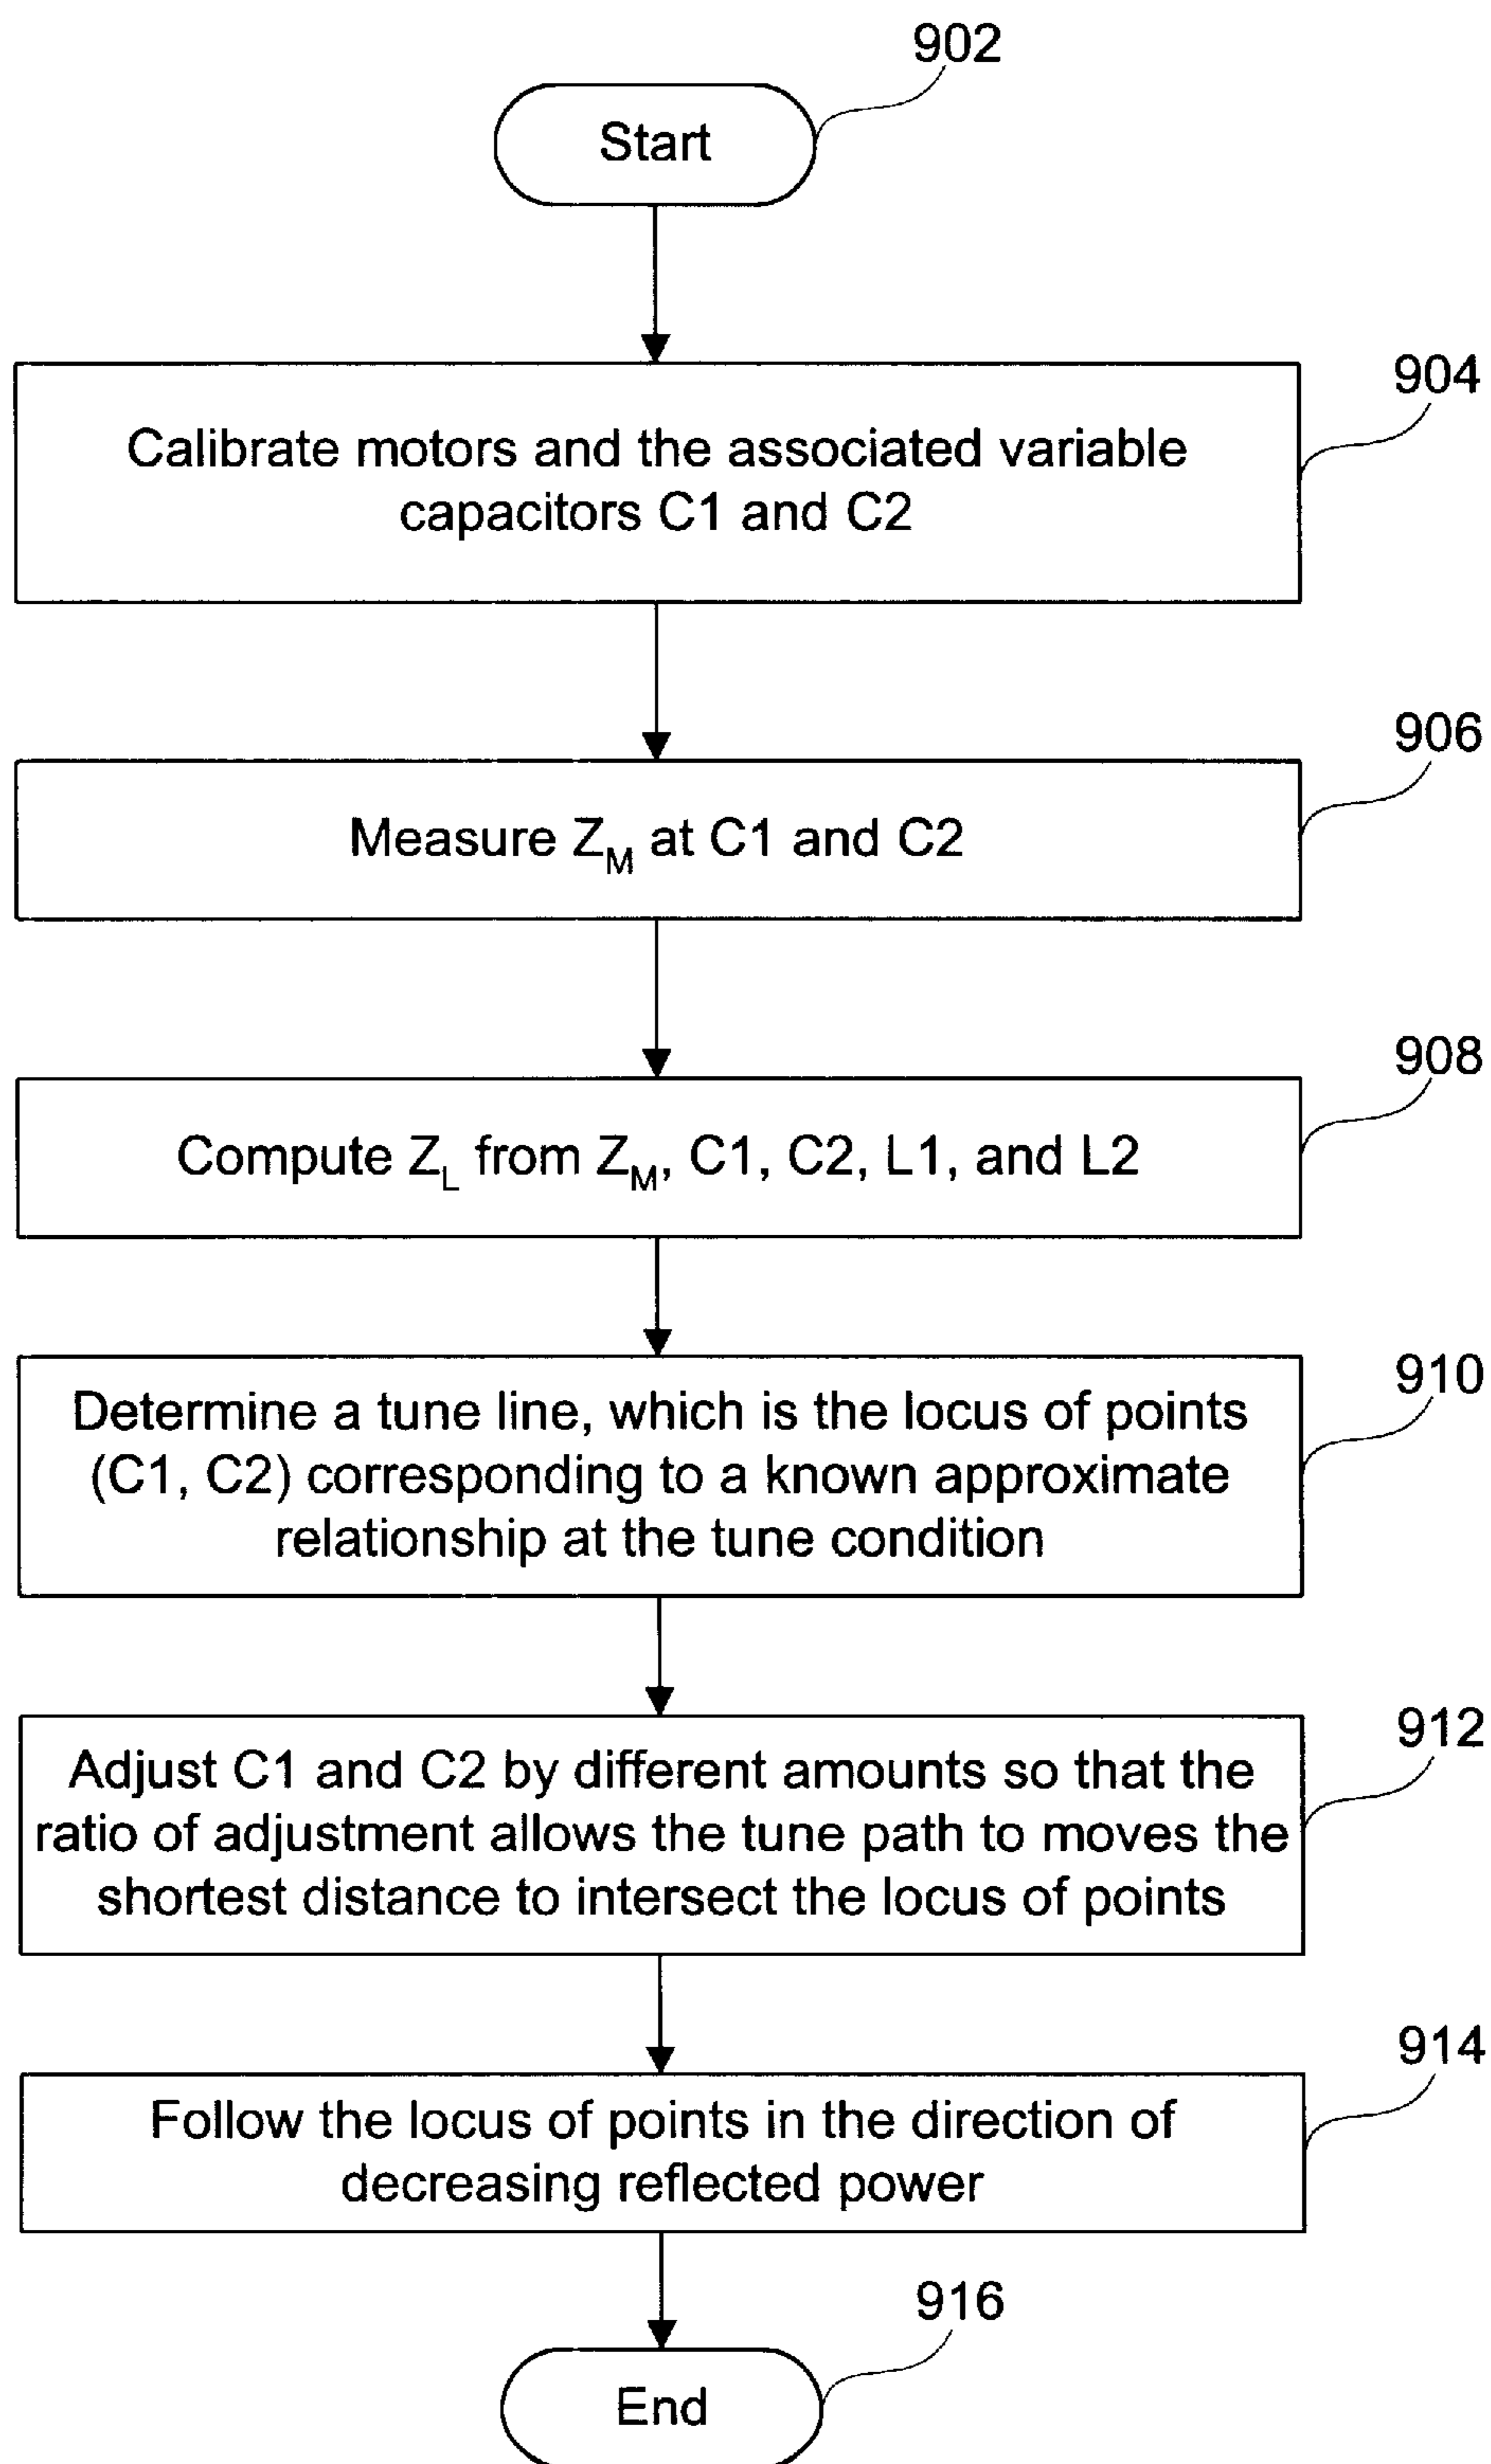 902
Start
904
Calibrate motors and the associated variable
capacitors C1 and C2
906
Measure Z_M at C1 and C2
908
Compute Z_L from Z_M, C1, C2, L1, and L2
910
Determine a tune line, which is the locus of points
(C1, C2) corresponding to a known approximate
relationship at the tune condition
912
Adjust C1 and C2 by different amounts so that the
ratio of adjustment allows the tune path to moves the
shortest distance to intersect the locus of points
914
Follow the locus of points in the direction of
decreasing reflected power
916
End